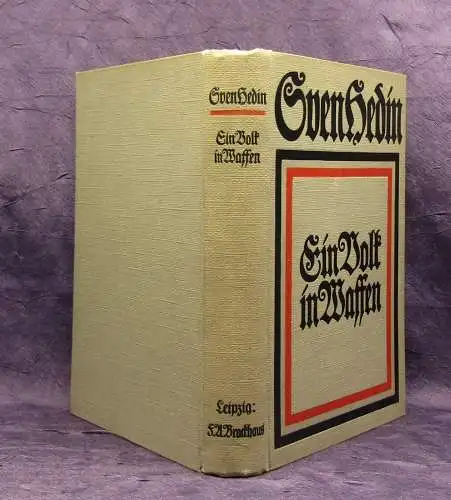 Sven Hedin
Ein Volk
in Waffen
Leipzig:
F. A. Brockhaus
Sven Hedin
Ein Volk
in Waffen